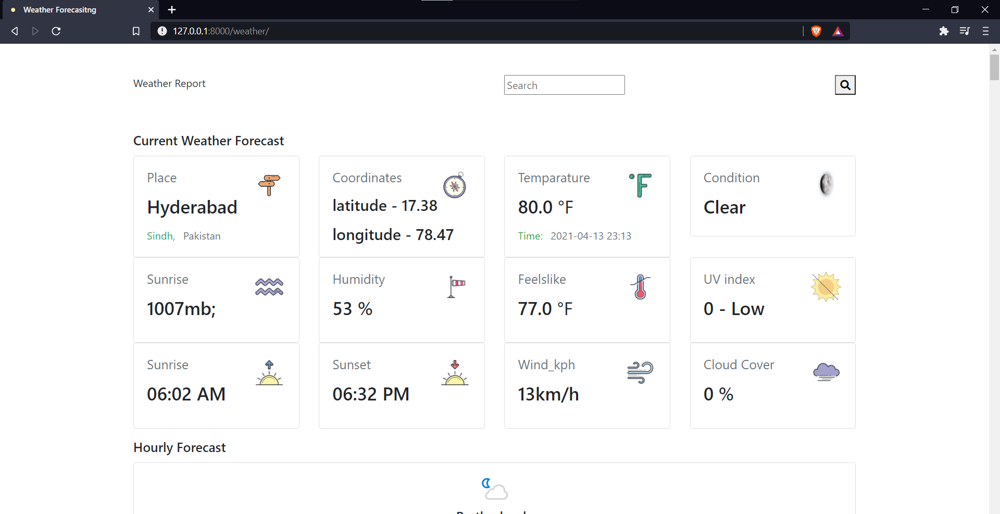 Weather Forecasitng
127.0.0.1:8000/weather/
Weather Report
Search
Current Weather Forecast
Place
Hyderabad
Sindh, Pakistan
Coordinates
latitude - 17.38
longitude - 78.47
Temparature
80.0 °F
Time: 2021-04-13 23:13
°F
Condition
Clear
Sunrise
1007mb;
Humidity
53 %
Feelslike
77.0 °F
UV index
0 - Low
Sunrise
06:02 AM
Sunset
06:32 PM
Wind_kph
13km/h
Cloud Cover
0 %
Hourly Forecast